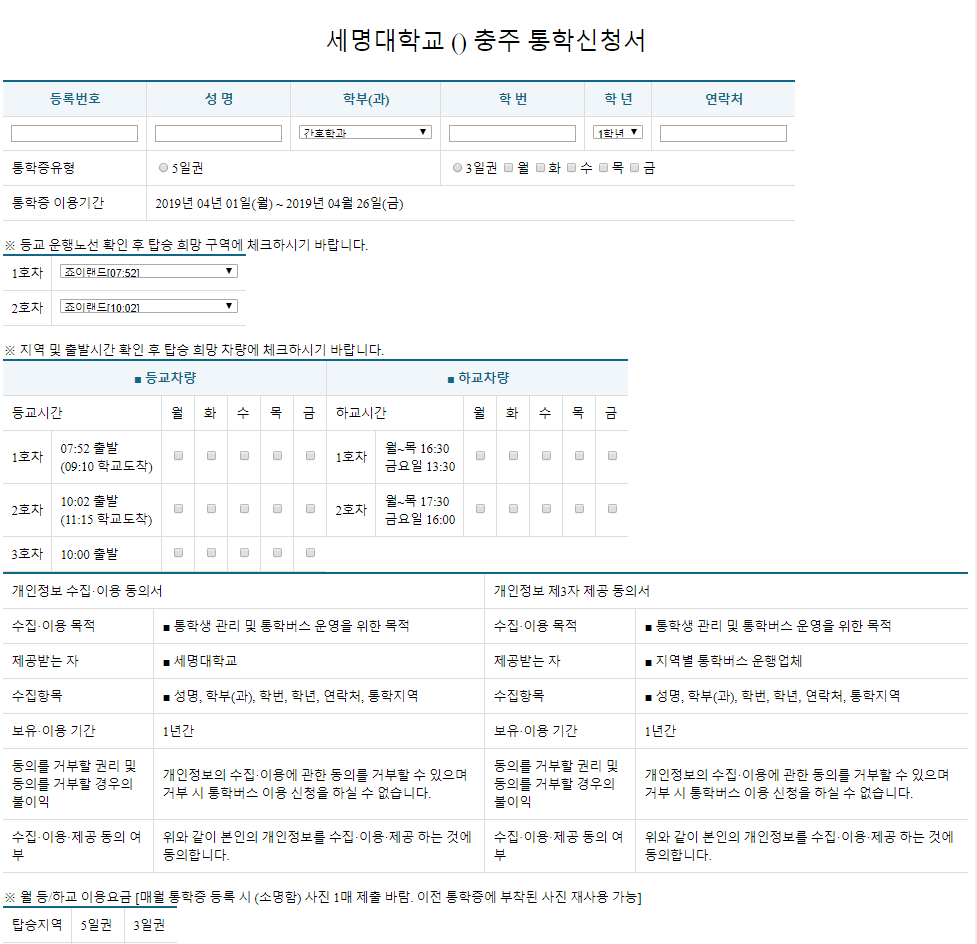 세명대학교 () 충주 통학신청서
등록번호 성 명 학부(과) 학 번 학 년 연락처
간호학과 1학년
통학증유형 5일권 3일권 월 화 수 목 금
통학증 이용기간 2019년 04년 01일(월) ~ 2019년 04월 26일(금)
※ 등교 운행노선 확인 후 탑승 희망 구역에 체크하시기 바랍니다.
1호차 죠이랜드[07:52]
2호차 죠이랜드[10:02]
※ 지역 및 출발시간 확인 후 탑승 희망 차량에 체크하시기 바랍니다.
■ 등교차량 ■ 하교차량
등교시간 월 화 수 목 금 하교시간 월 화 수 목 금
1호차 07:52 출발 1호차 월~목 16:30
(09:10 학교도착) 금요일 13:30
2호차 10:02 출발 2호차 월~목 17:30
(11:15 학교도착) 금요일 16:00
3호차 10:00 출발
개인정보 수집·이용 동의서 개인정보 제3자 제공 동의서
수집·이용 목적 ■ 통학생 관리 및 통학버스 운영을 위한 목적 수집·이용 목적 ■ 통학생 관리 및 통학버스 운영을 위한 목적
제공받는 자 ■ 세명대학교 제공받는 자 ■ 지역별 통학버스 운행업체
수집항목 ■ 성명, 학부(과), 학번, 학년, 연락처, 통학지역 수집항목 ■ 성명, 학부(과), 학번, 학년, 연락처, 통학지역
보유·이용 기간 1년간 보유·이용 기간 1년간
동의를 거부할 권리 및
동의를 거부할 경우의
불이익
개인정보의 수집·이용에 관한 동의를 거부할 수 있으며
거부 시 통학버스 이용 신청을 하실 수 없습니다.
동의를 거부할 권리 및
동의를 거부할 경우의
불이익
개인정보의 수집·이용에 관한 동의를 거부할 수 있으며
거부 시 통학버스 이용 신청을 하실 수 없습니다.
수집·이용·제공 동의 여
부
위와 같이 본인의 개인정보를 수집·이용·제공 하는 것에
동의합니다.
수집·이용·제공 동의 여
부
위와 같이 본인의 개인정보를 수집·이용·제공 하는 것에
동의합니다.
※ 월 등/하교 이용요금 [매월 통학증 등록 시 (소명함) 사진 1매 제출 바람. 이전 통학증에 부착된 사진 재사용 가능]
탑승지역 5일권 3일권